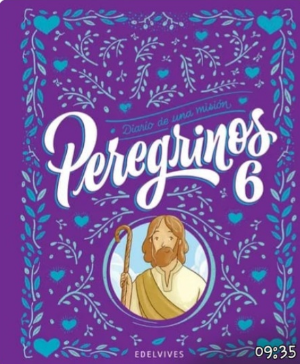 Diario de una misión
Peregrinos
6
EDELVIVES
09:35